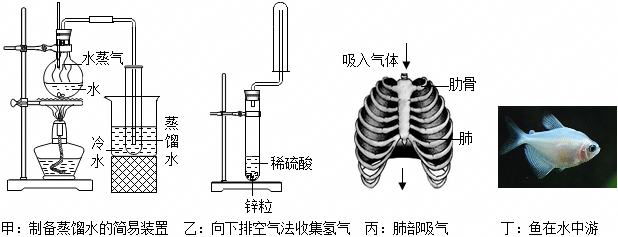 水蒸气
水
冷水
蒸馏水
稀硫酸
锌粒
吸入气体
肋骨
肺
甲：制备蒸馏水的简易装置 乙：向下排空气法收集氢气 丙：肺部吸气 丁：鱼在水中游